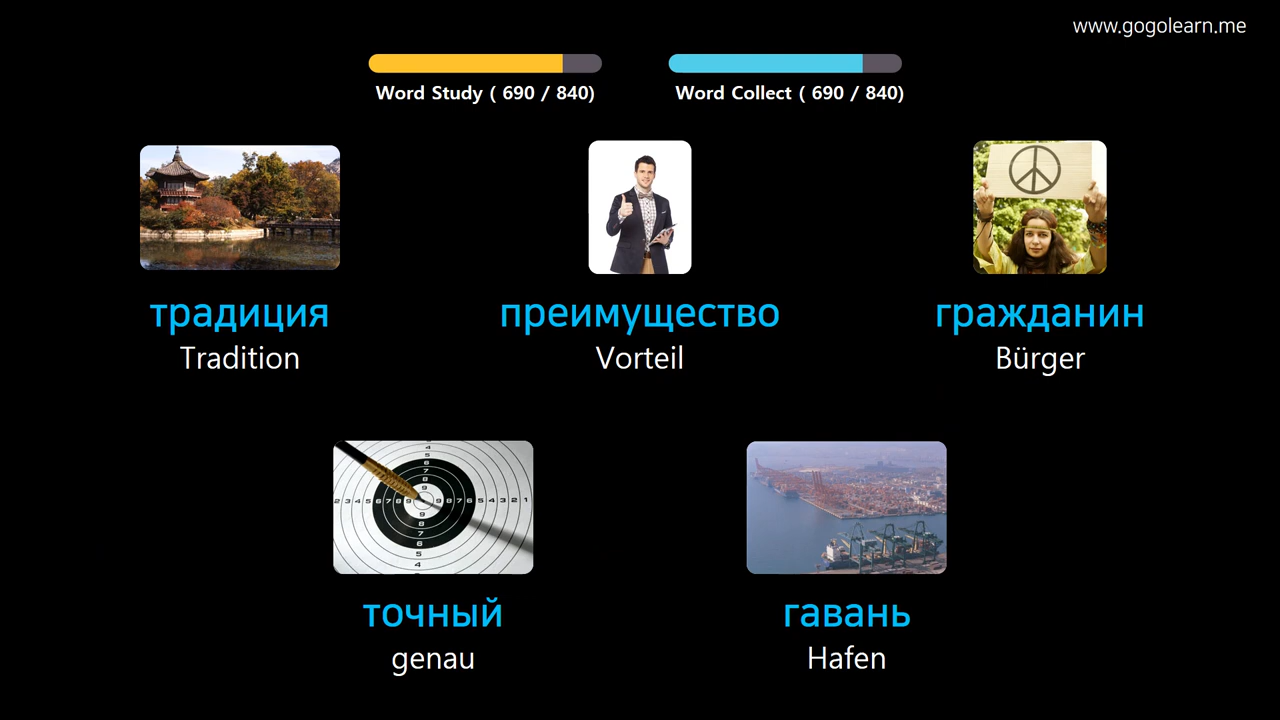 www.gogolearn.me
Word Study ( 690 / 840)
Word Collect ( 690 / 840)
традиция
Tradition
преимущество
Vorteil
гражданин
Bürger
точный
genau
гавань
Hafen